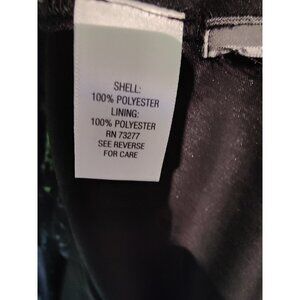 SHELL:
100% POLYESTER
LINING:
100% POLYESTER
RN 73277
SEE REVERSE
FOR CARE